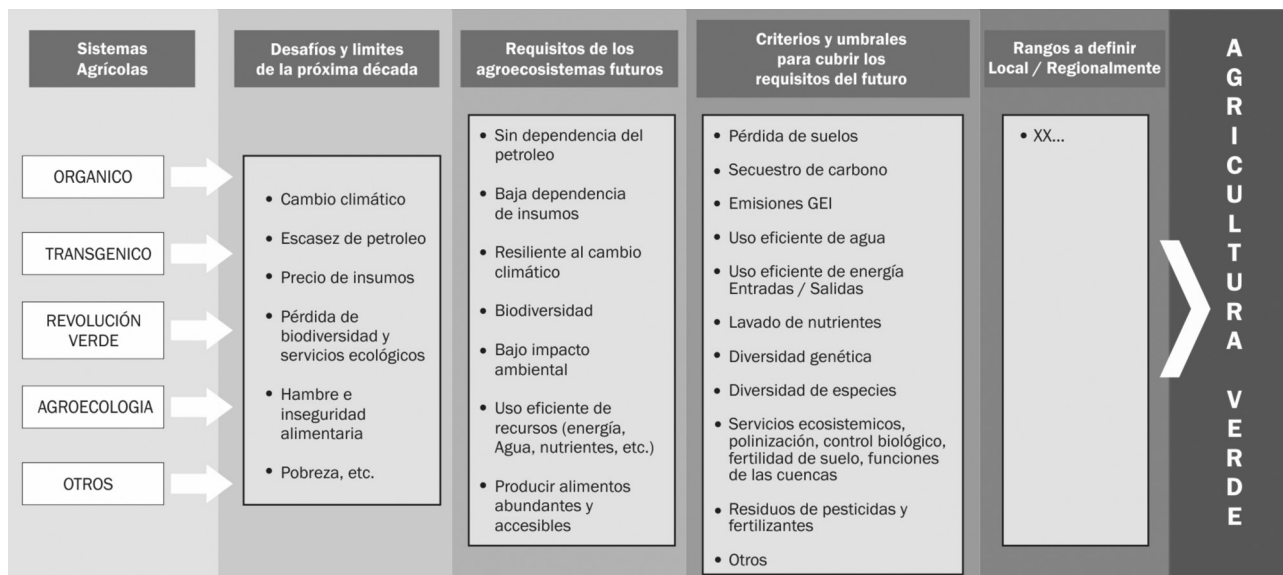 Sistemas
Agrícolas
ORGANICO
TRANSGENICO
REVOLUCIÓN
VERDE
AGROECOLOGIA
OTROS
Desafíos y limites
de la próxima década
• Cambio climático
• Escasez de petroleo
• Precio de insumos
• Pérdida de
biodiversidad y
servicios ecológicos
• Hambre e
inseguridad
alimentaria
• Pobreza, etc.
Requisitos de los
agroecosistemas futuros
• Sin dependencia del
petroleo
• Baja dependencia
de insumos
• Resiliente al cambio
climático
• Biodiversidad
• Bajo impacto
ambiental
• Uso eficiente de
recursos (energía,
Agua, nutrientes, etc.)
• Producir alimentos
abundantes y
accesibles
Criterios y umbrales
para cubrir los
requisitos del futuro
• Pérdida de suelos
• Secuestro de carbono
• Emisiones GEI
• Uso eficiente de agua
• Uso eficiente de energía
Entradas / Salidas
• Lavado de nutrientes
• Diversidad genética
• Diversidad de especies
• Servicios ecosistemicos,
polinización, control biológico,
fertilidad de suelo, funciones
de las cuencas
• Residuos de pesticidas y
fertilizantes
• Otros
Rangos a definir
Local / Regionalmente
• XX...
AGRICULTURA VERDE